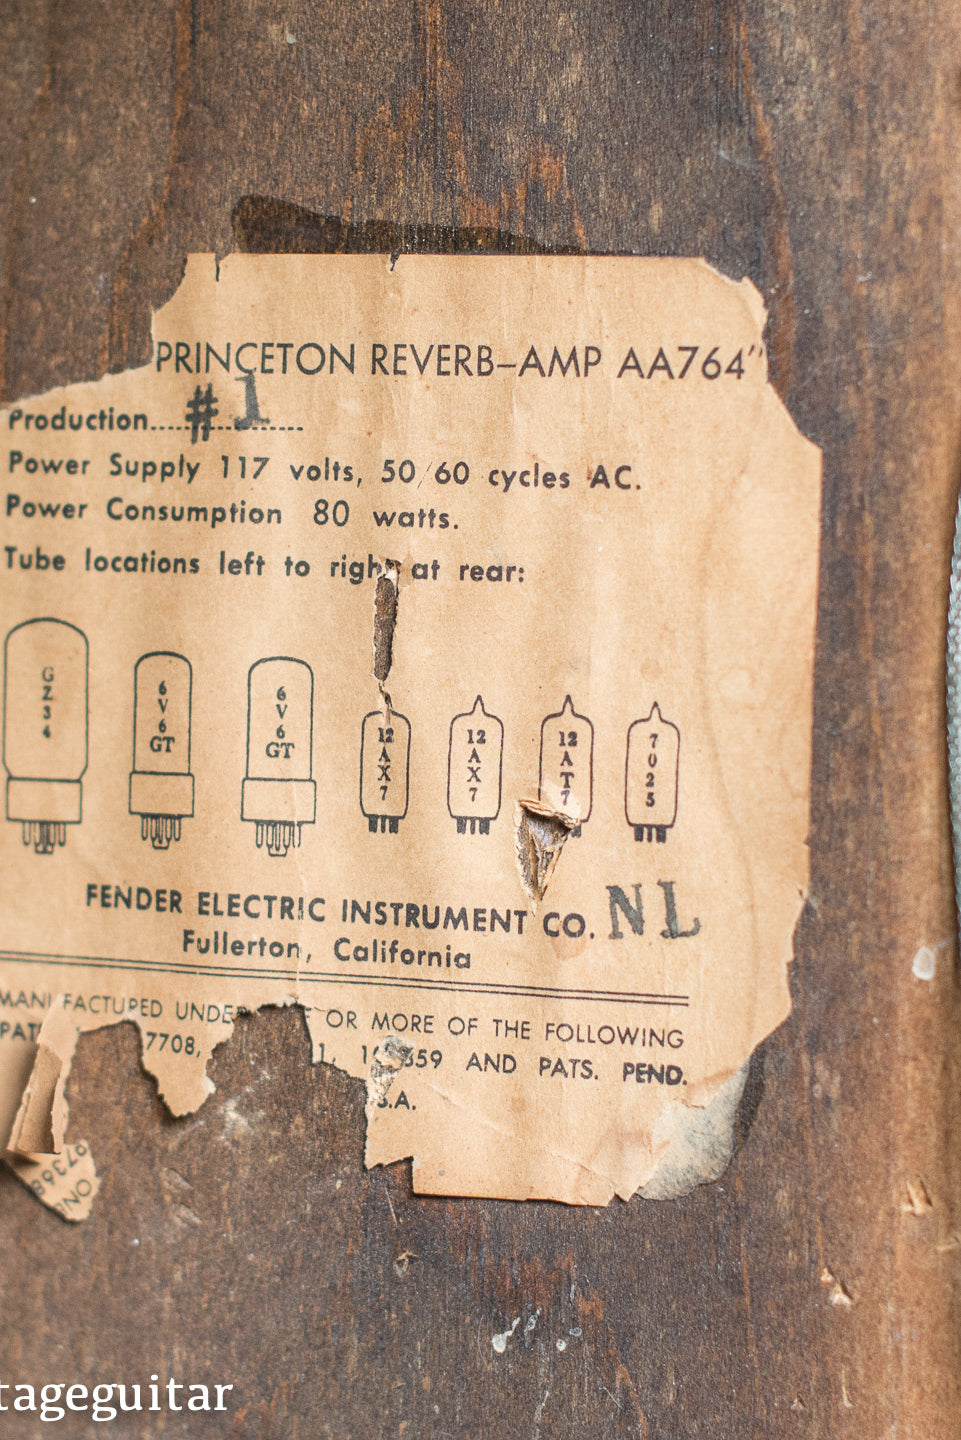 PRINCETON REVERB-AMP AA764"
Production......#1......
Power Supply 117 volts, 50/60 cycles AC.
Power Consumption 80 watts.
Tube locations left to right at rear:
GZ34 6V6GT 6V6GT 12AX7 12AX7 12AT7 7025
FENDER ELECTRIC INSTRUMENT CO. NL
Fullerton, California
OR MORE OF THE FOLLOWING
7708, AND PATS. PEND.
S.A.
tageguitar